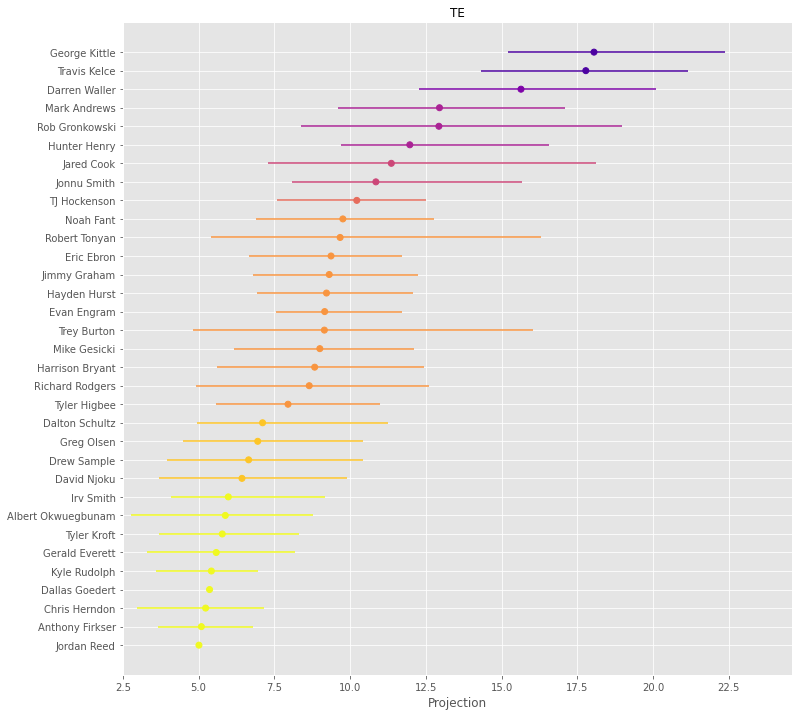 TE
George Kittle
Travis Kelce
Darren Waller
Mark Andrews
Rob Gronkowski
Hunter Henry
Jared Cook
Jonnu Smith
TJ Hockenson
Noah Fant
Robert Tonyan
Eric Ebron
Jimmy Graham
Hayden Hurst
Evan Engram
Trey Burton
Mike Gesicki
Harrison Bryant
Richard Rodgers
Tyler Higbee
Dalton Schultz
Greg Olsen
Drew Sample
David Njoku
Irv Smith
Albert Okwuegbunam
Tyler Kroft
Gerald Everett
Kyle Rudolph
Dallas Goedert
Chris Herndon
Anthony Firkser
Jordan Reed
2.5 5.0 7.5 10.0 12.5 15.0 17.5 20.0 22.5
Projection